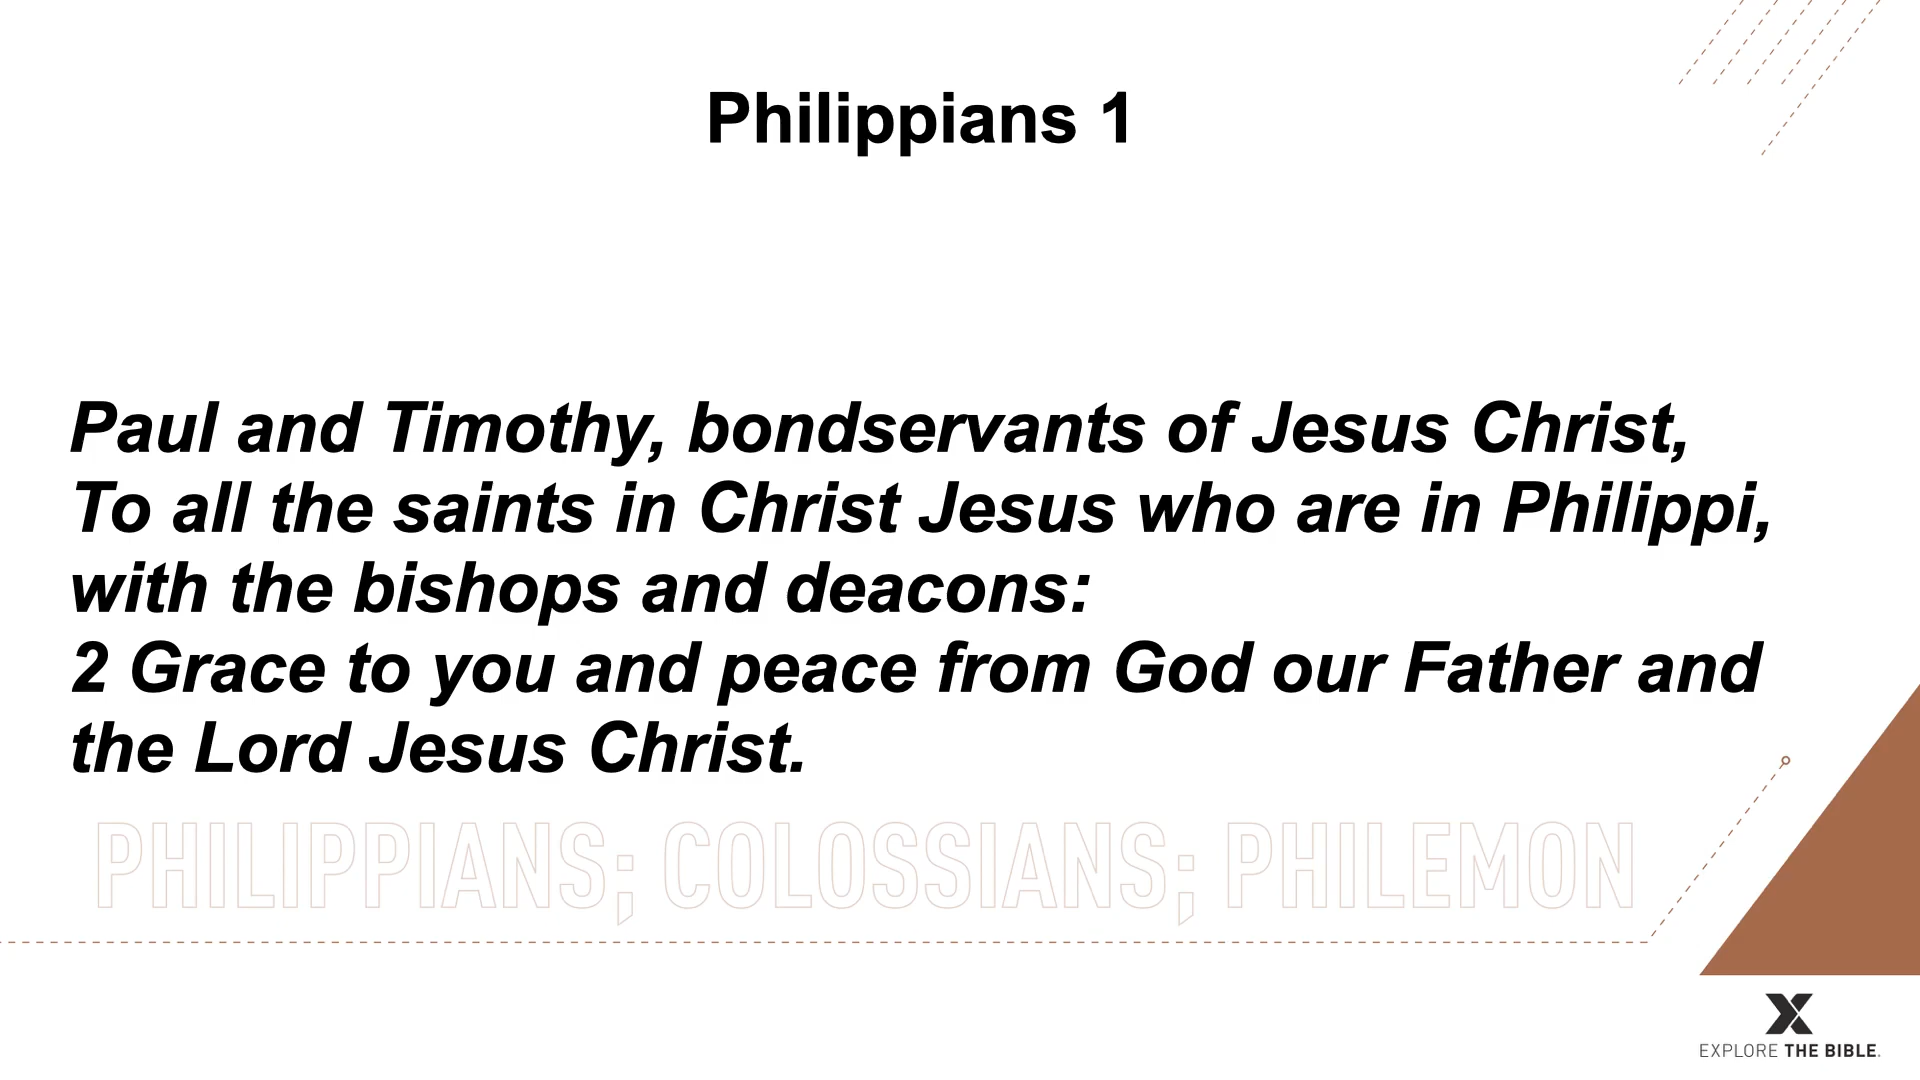 Philippians 1
Paul and Timothy, bondservants of Jesus Christ,
To all the saints in Christ Jesus who are in Philippi,
with the bishops and deacons:
2 Grace to you and peace from God our Father and
the Lord Jesus Christ.
PHILIPPIANS; COLOSSIANS; PHILEMON
EXPLORE THE BIBLE.